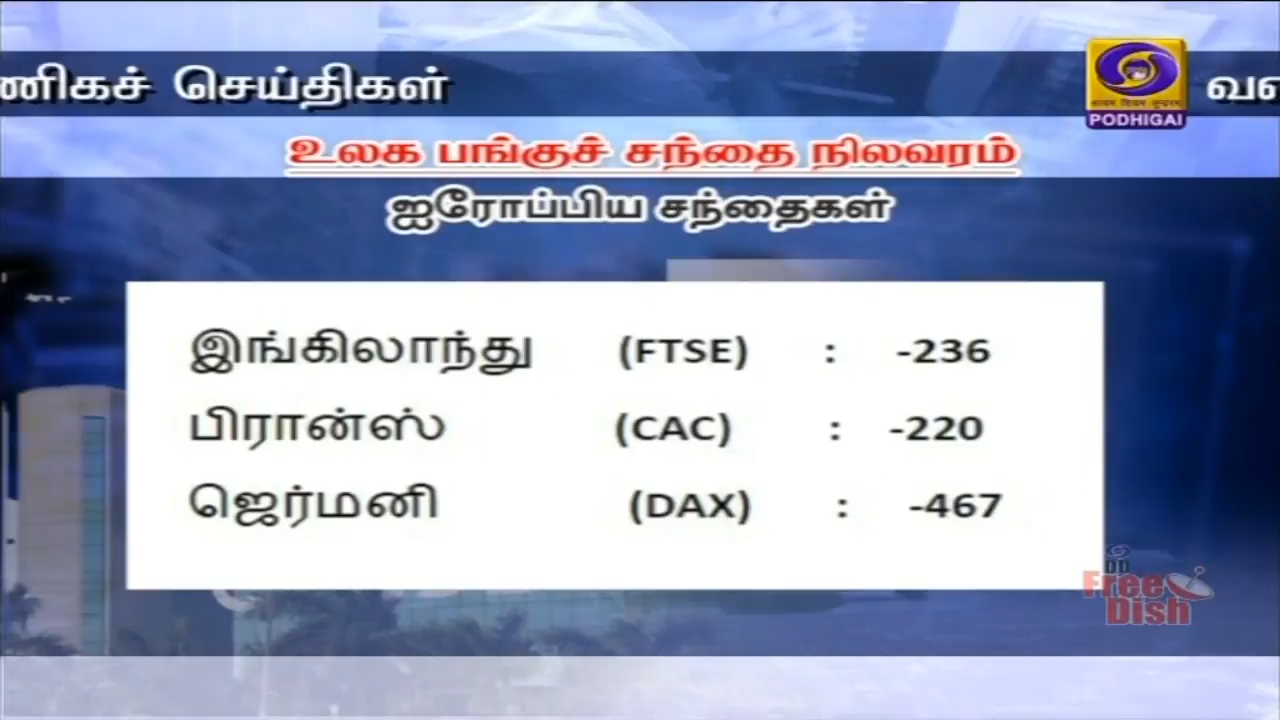 செய்திகள்
PODHIGAI
உலக பங்குச் சந்தை நிலவரம்
ஐரோப்பிய சந்தைகள்
இங்கிலாந்து (FTSE) : -236
பிரான்ஸ் (CAC) : -220
ஜெர்மனி (DAX) : -467
DD
Free
Dish